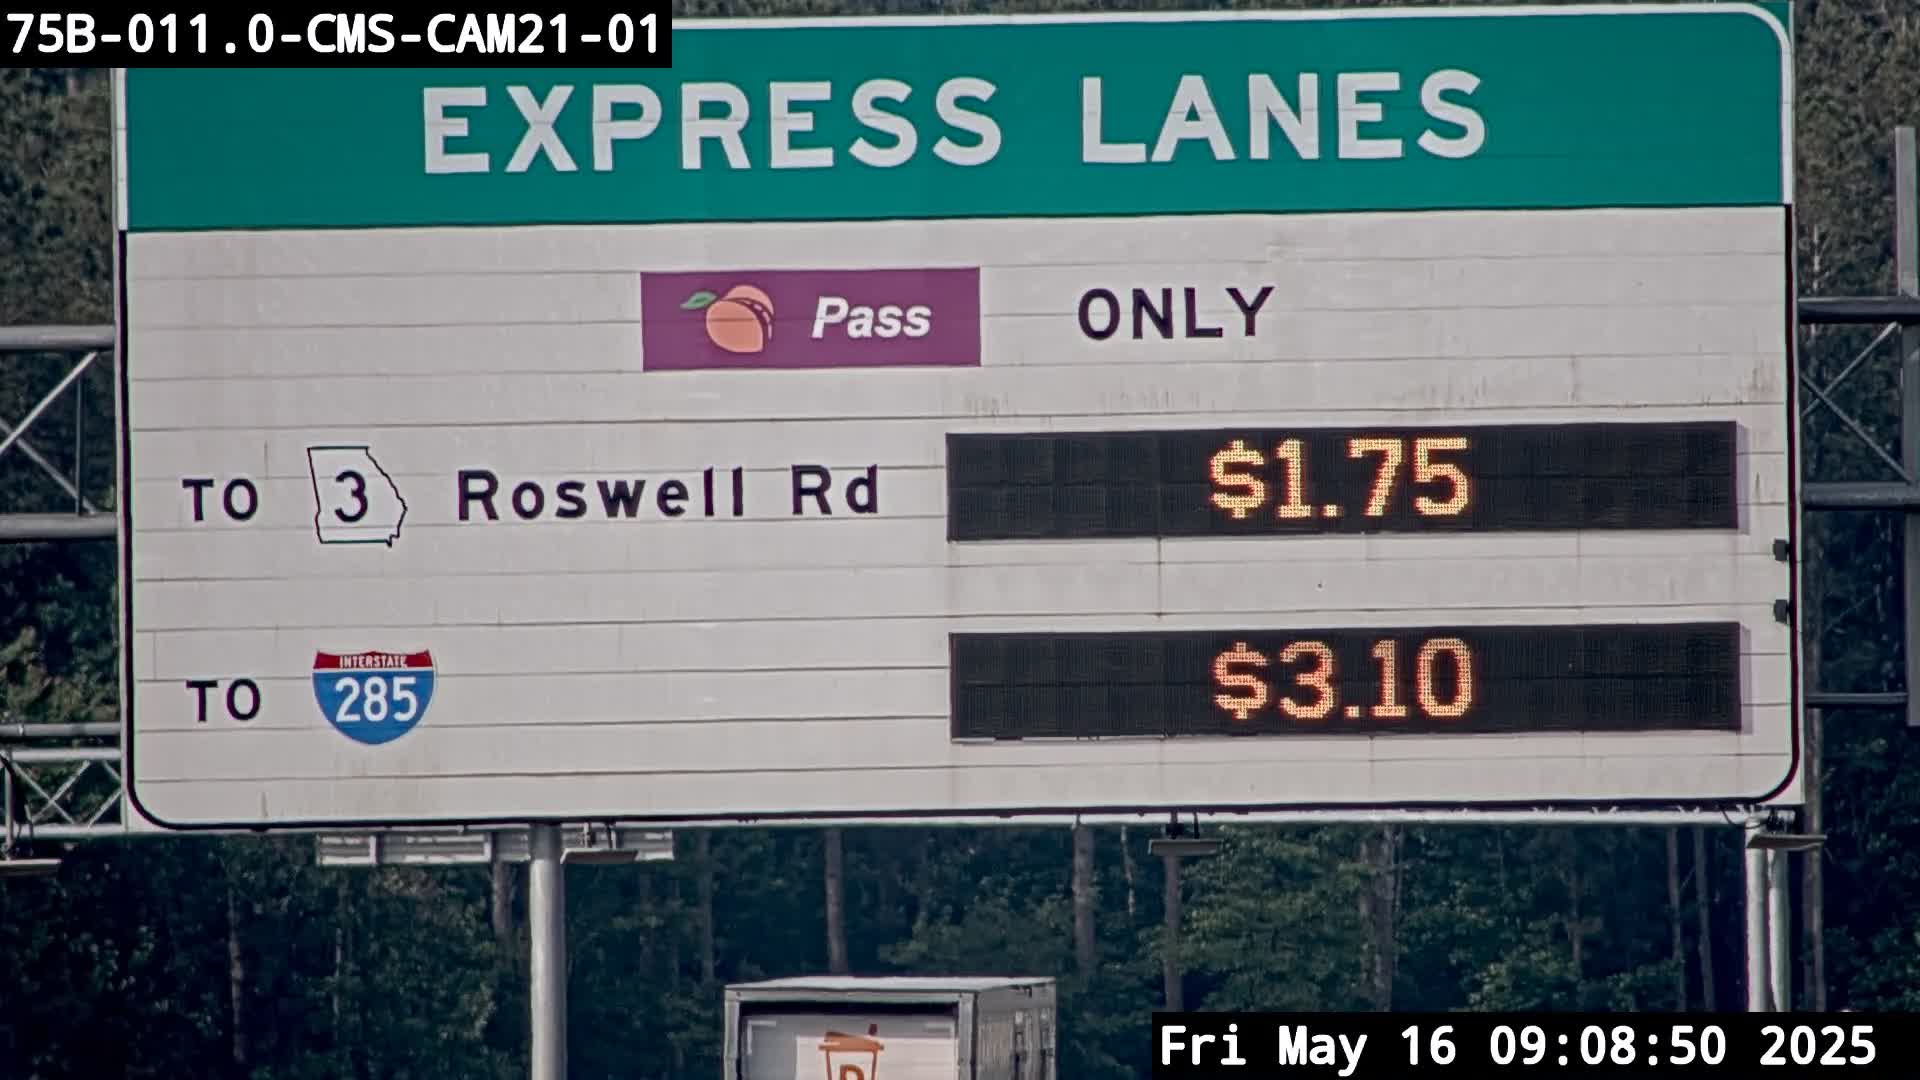 75B-011.0-CMS-CAM21-01
EXPRESS LANES
Pass ONLY
TO 3 Roswell Rd $1.75
INTERSTATE
TO 285 $3.10
D
Fri May 16 09:08:50 2025